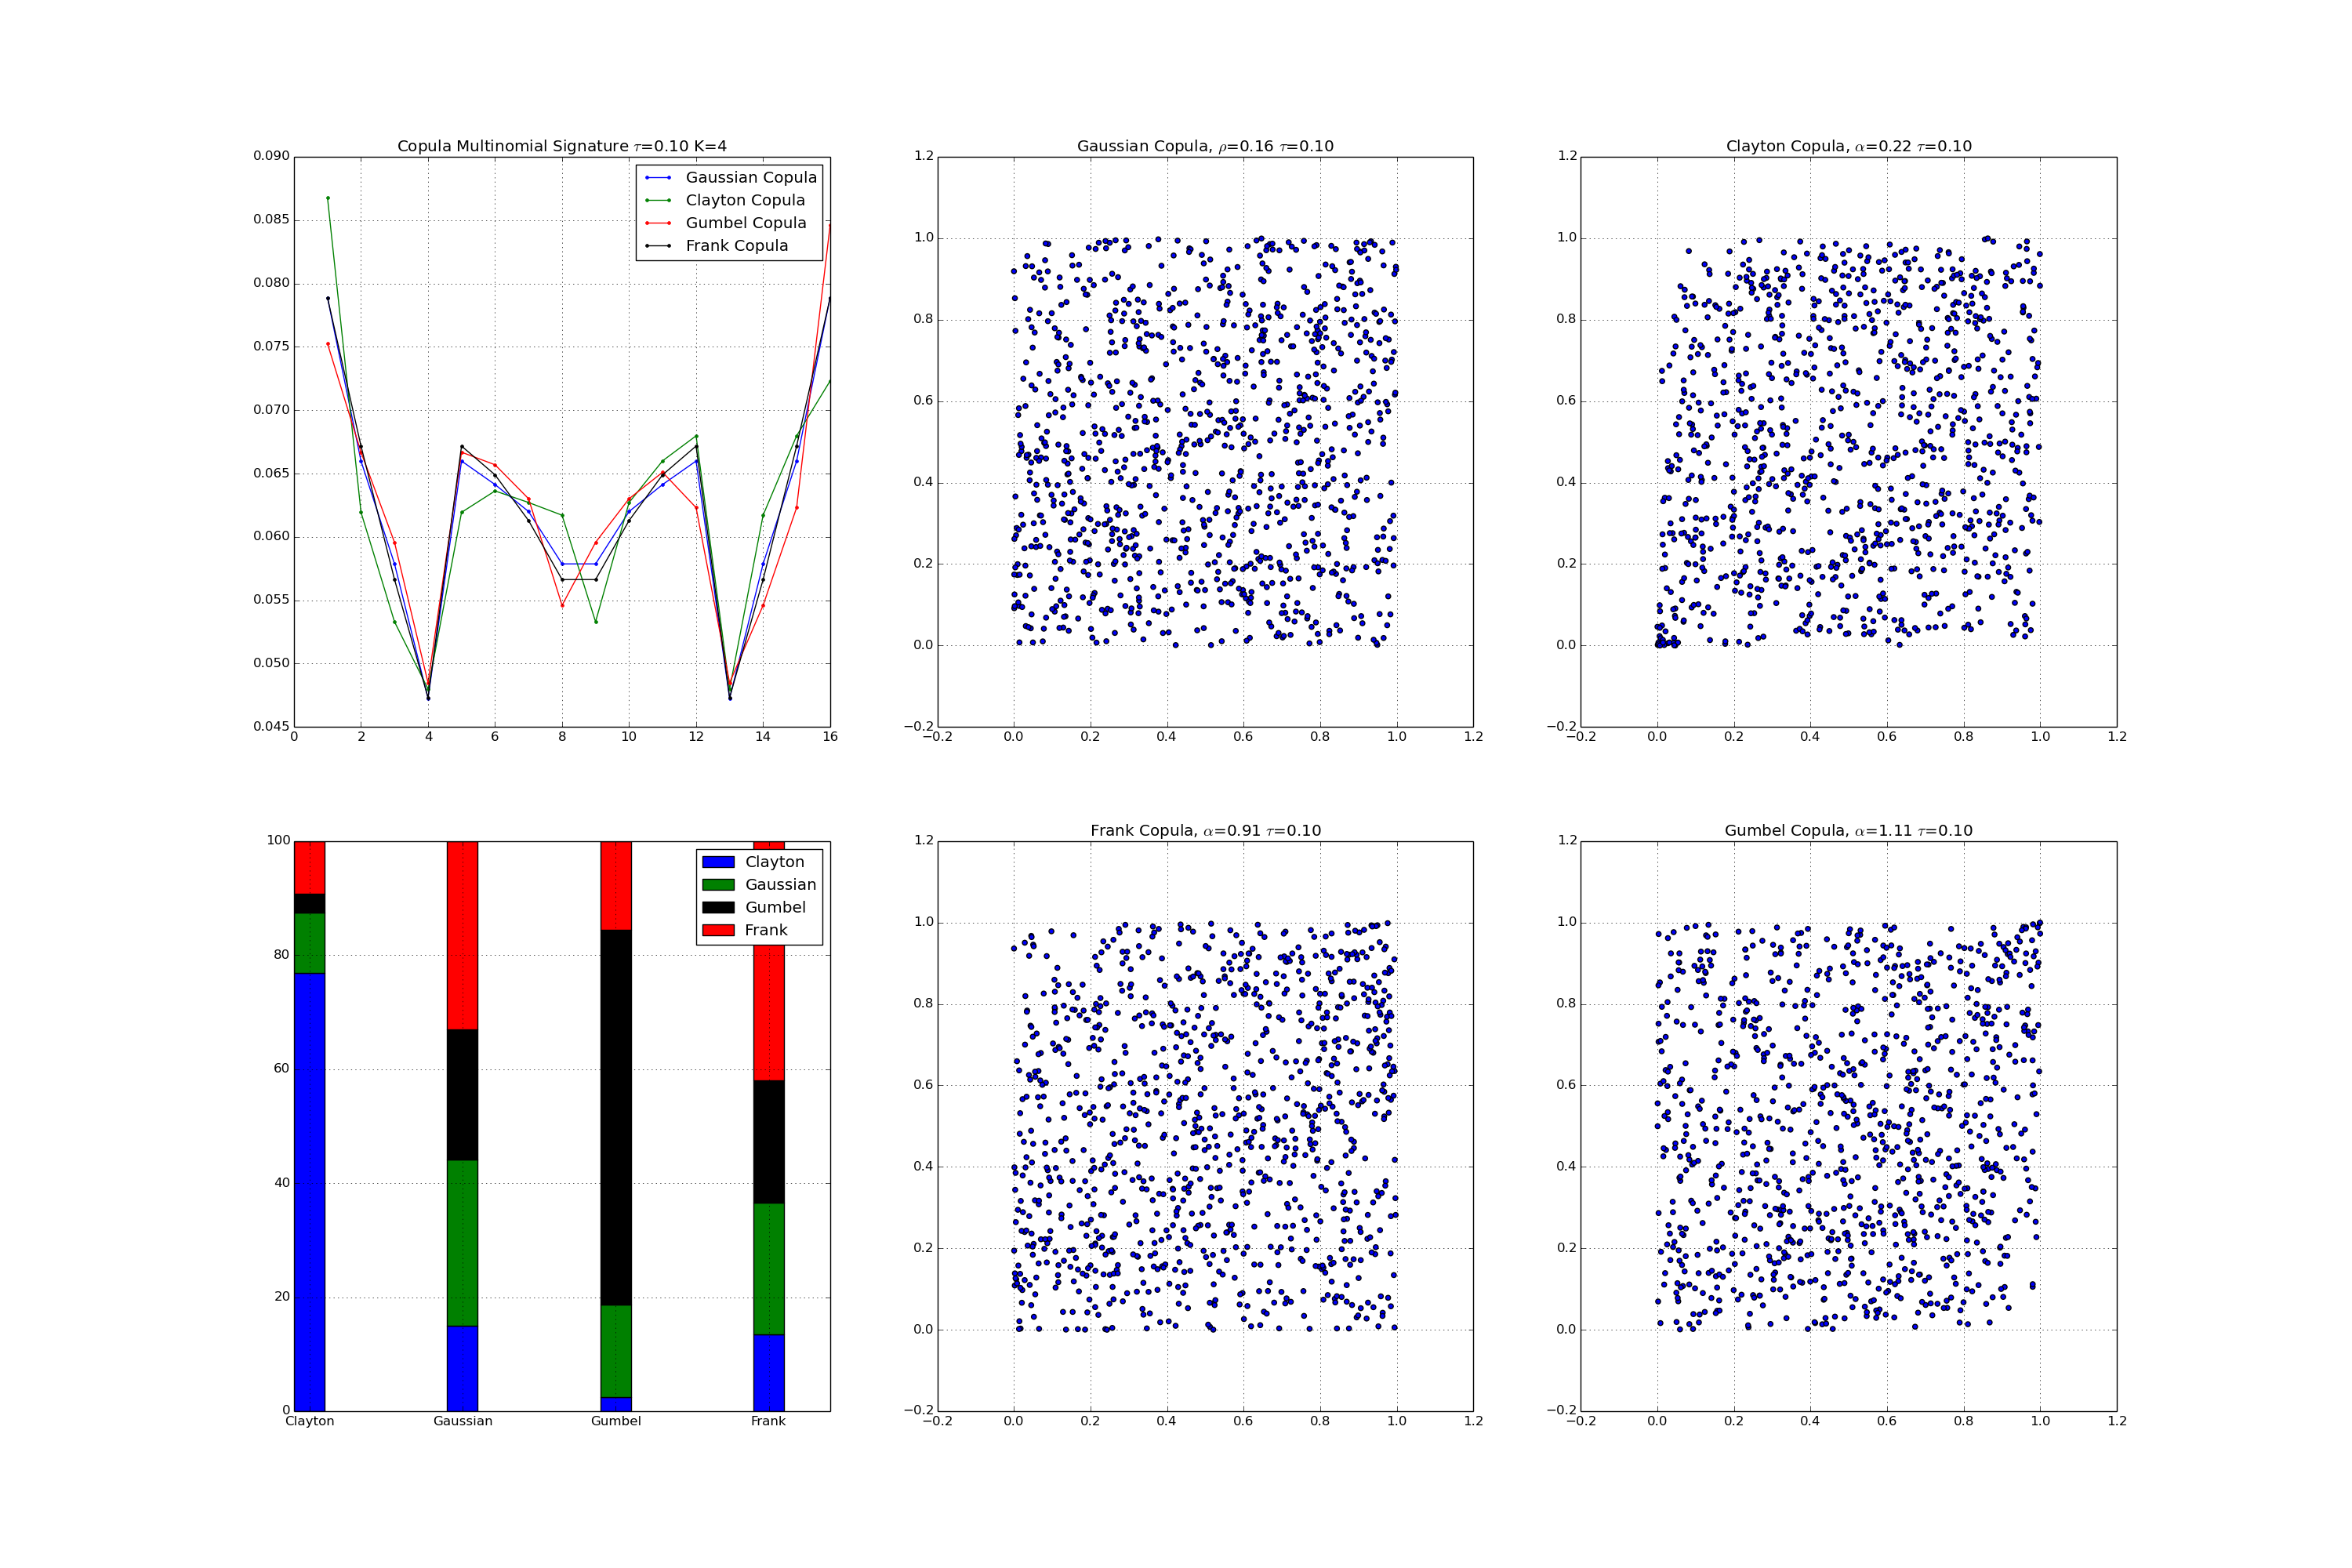 Copula Multinomial Signature τ=0.10 K=4
0.090
0.085
0.080
0.075
0.070
0.065
0.060
0.055
0.050
0.045
0 2 4 6 8 10 12 14 16
Gaussian Copula
Clayton Copula
Gumbel Copula
Frank Copula
Gaussian Copula, ρ=0.16 τ=0.10
1.2
1.0
0.8
0.6
0.4
0.2
0.0
−0.2
−0.2 0.0 0.2 0.4 0.6 0.8 1.0 1.2
Clayton Copula, α=0.22 τ=0.10
1.2
1.0
0.8
0.6
0.4
0.2
0.0
−0.2
−0.2 0.0 0.2 0.4 0.6 0.8 1.0 1.2
100
80
60
40
20
0
Clayton Gaussian Gumbel Frank
Clayton
Gaussian
Gumbel
Frank
Frank Copula, α=0.91 τ=0.10
1.2
1.0
0.8
0.6
0.4
0.2
0.0
−0.2
−0.2 0.0 0.2 0.4 0.6 0.8 1.0 1.2
Gumbel Copula, α=1.11 τ=0.10
1.2
1.0
0.8
0.6
0.4
0.2
0.0
−0.2
−0.2 0.0 0.2 0.4 0.6 0.8 1.0 1.2